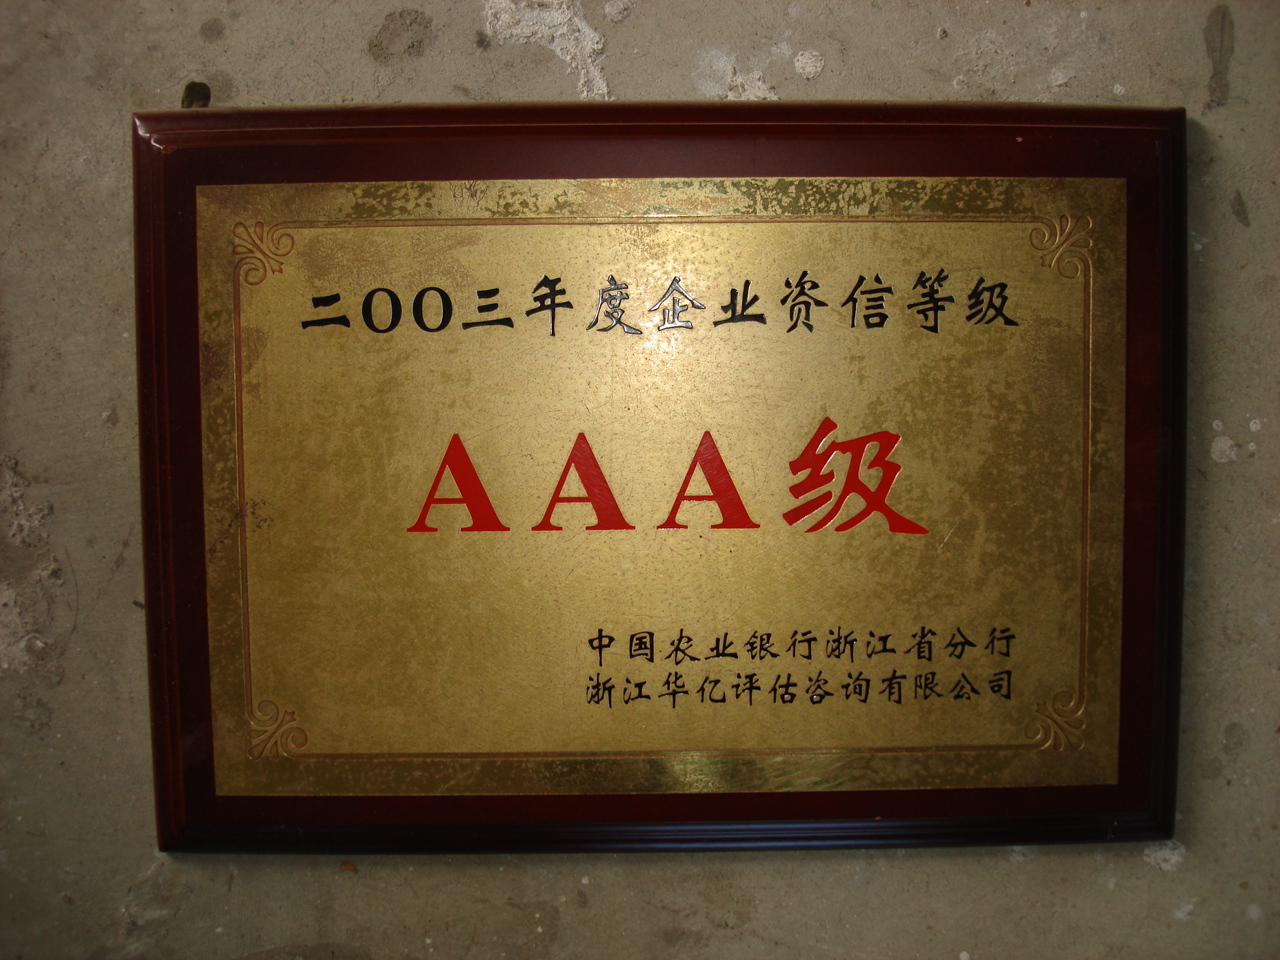 二OO三年度企业资信等级
AAA级
中国农业银行浙江省分行
浙江华亿评估咨询有限公司